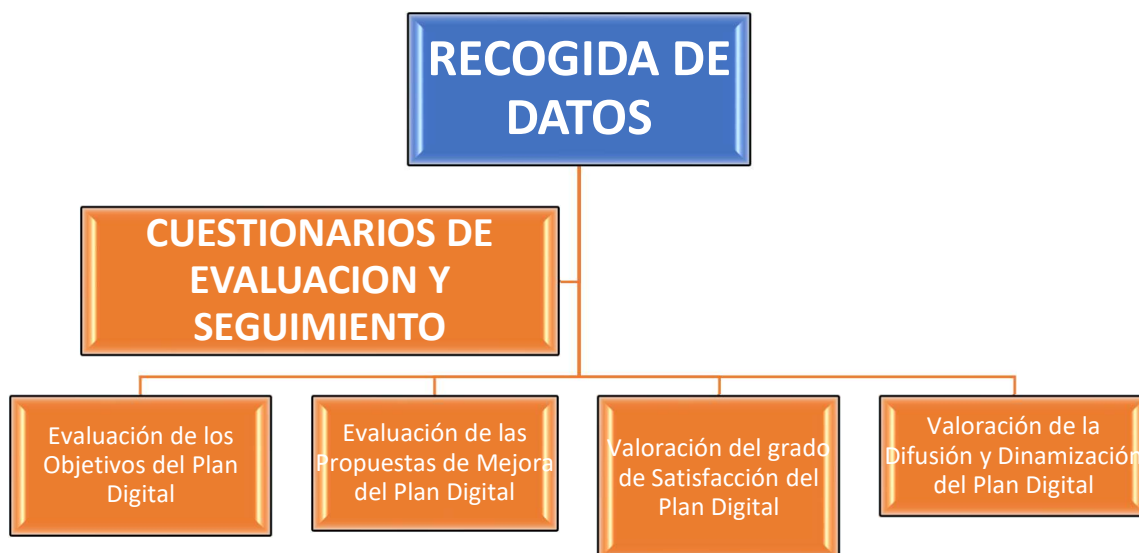 RECOGIDA DE
DATOS
CUESTIONARIOS DE
EVALUACION Y
SEGUIMIENTO
Evaluación de los
Objetivos del Plan
Digital
Evaluación de las
Propuestas de Mejora
del Plan Digital
Valoración del grado
de Satisfacción del
Plan Digital
Valoración de la
Difusión y Dinamización
del Plan Digital